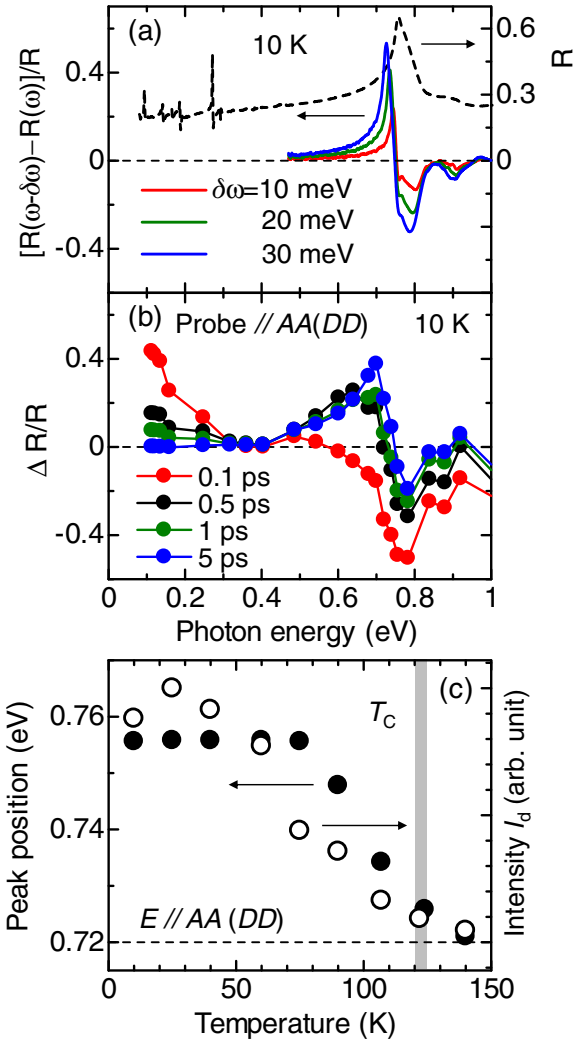 (a)
10 K
0.6
0.4
R
0.3
0
0
[R(ω-δω)−R(ω)]/R
δω=10 meV
20 meV
30 meV
-0.4
(b)
Probe // AA(DD)
10 K
0.4
Δ R/R
0
0.1 ps
0.5 ps
1 ps
5 ps
-0.4
0
0.2
0.4
0.6
0.8
1
Photon energy (eV)
(c)
0.76
T_C
Peak position (eV)
0.74
Intensity I_d (arb. unit)
E // AA (DD)
0.72
0
50
100
150
Temperature (K)